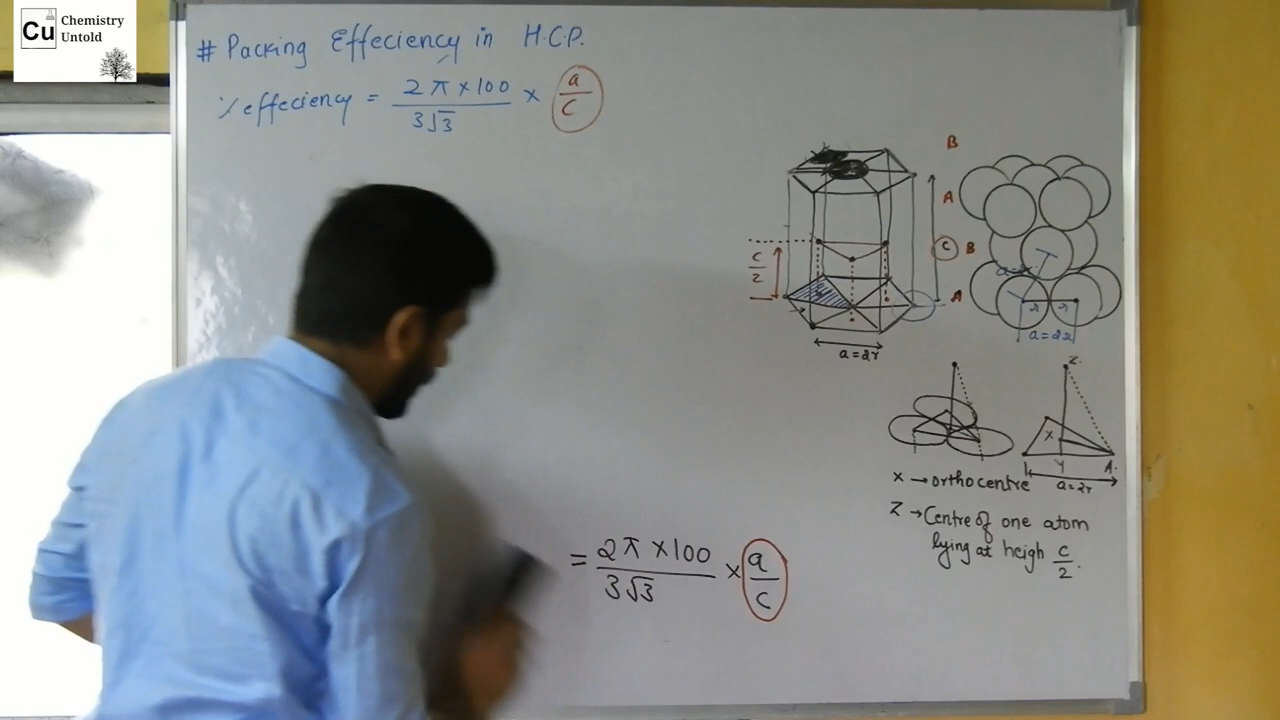 Cu
Chemistry
Untold
# Packing Effeciency in H.C.P.
% effeciency = 2π×100 / 3√3 × a/c
B
A
B
A
c
c/2
a=2r
r r
a=2r
Z
X
Y A
a=2r
X → orthocentre
Z → Centre of one atom
lying at heigh c/2.
= 2π×100 / 3√3 × a/c